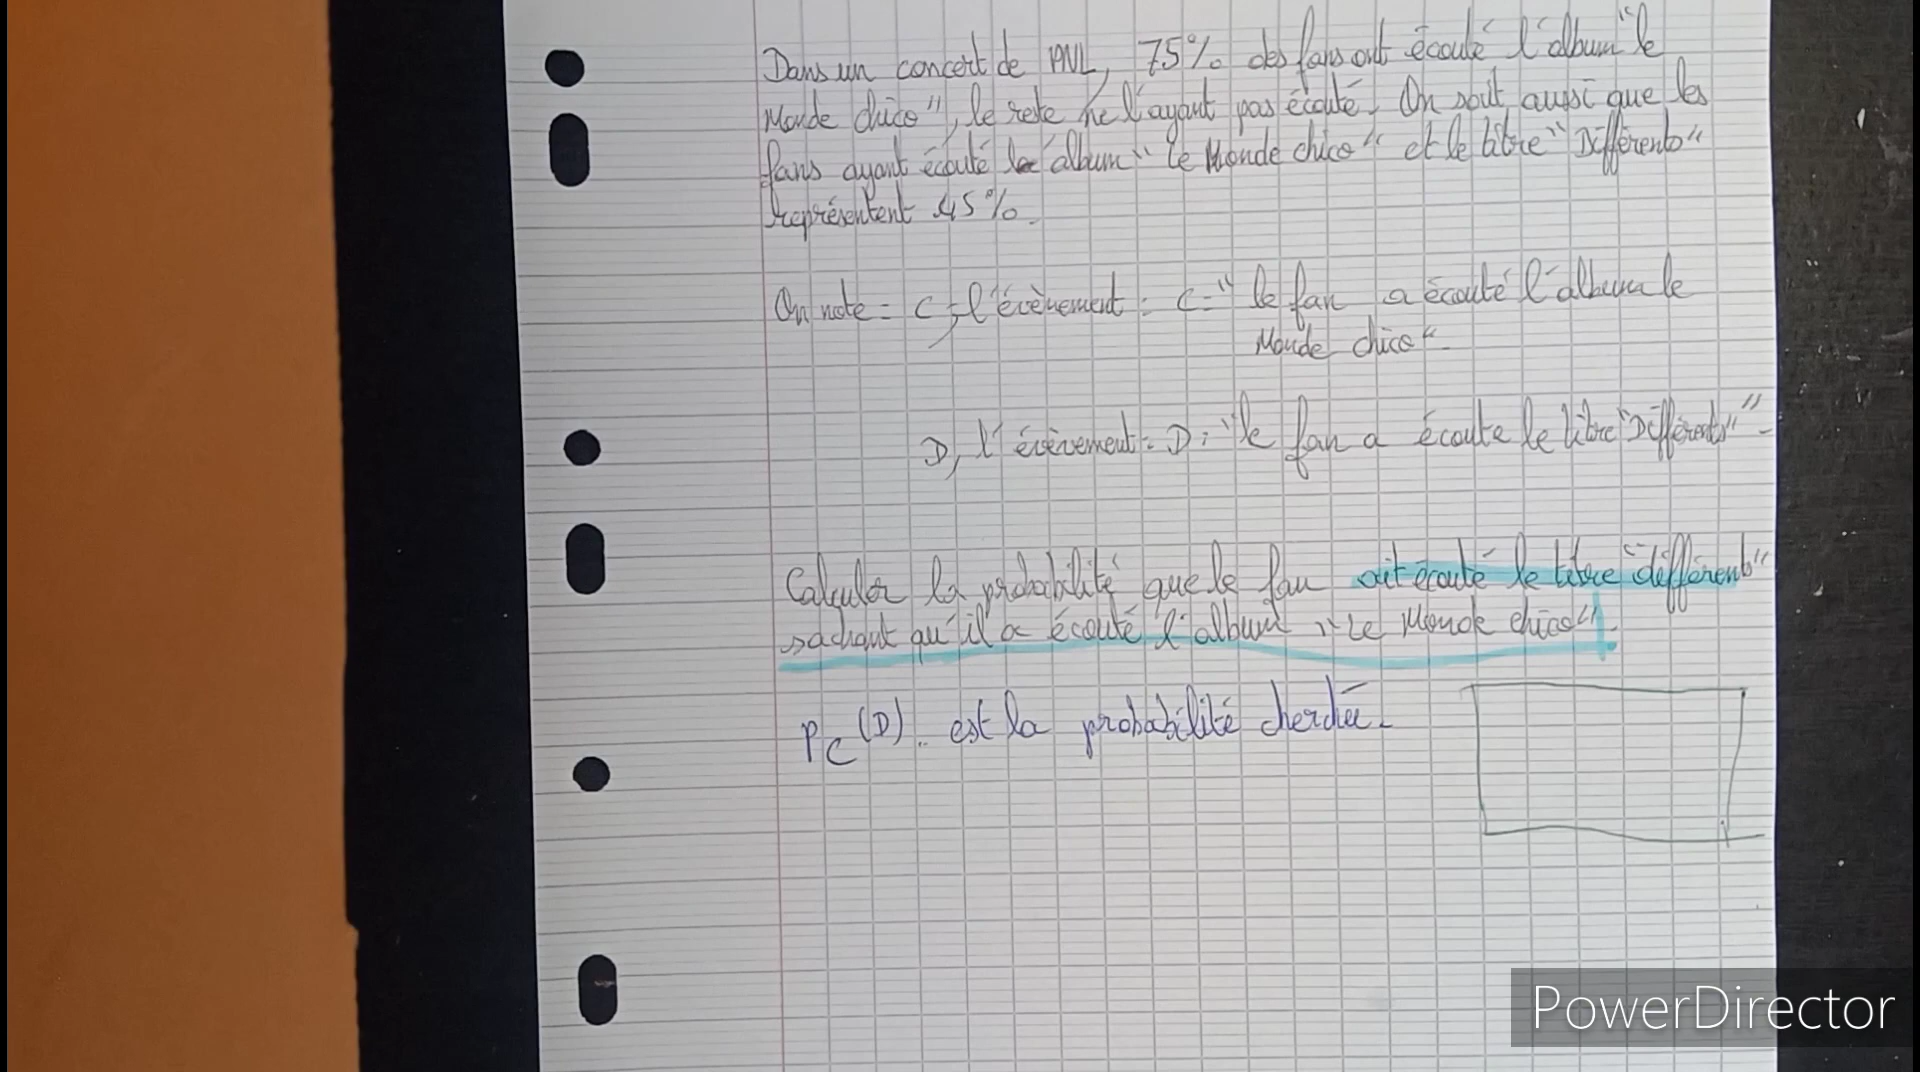 Dans un concert de PNL, 75% des fans ont écouté l'album "le
Monde chico", le reste ne l'ayant pas écouté. On sait aussi que les
fans ayant écouté l'album "Le Monde chico" et le titre "Différents"
représentent 45%.
On note = C, l'évènement = C = "le fan a écouté l'album le
Monde chico".
D, l'évènement = D : "le fan a écouté le titre "Différents"" -
Calculer la probabilité que le fan ait écouté le titre "différents"
sachant qu'il a écouté l'album "Le Monde chico".
Pc(D). est la probabilité cherchée.
PowerDirector